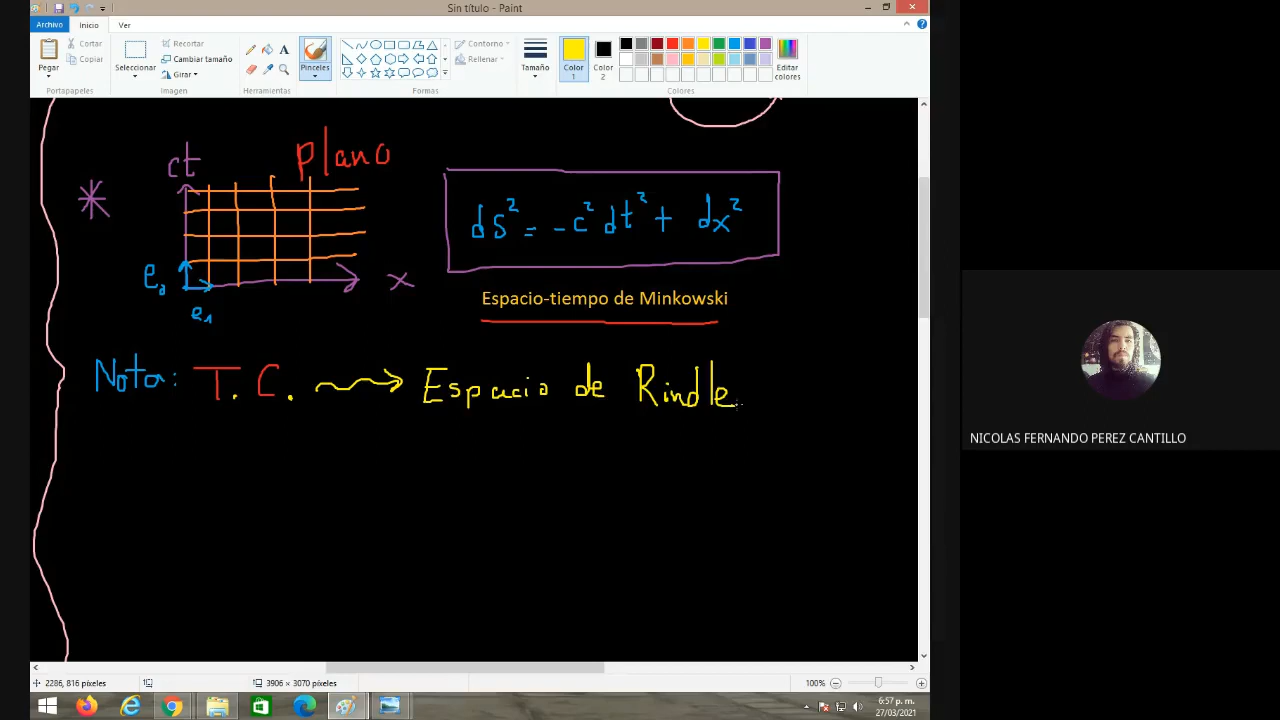 Sin título - Paint
Archivo Inicio Ver
Pegar
Cortar
Copiar
Portapapeles
Seleccionar
Recortar
Cambiar tamaño
Girar
Imagen
A
Herramientas
Pinceles
Contorno
Rellenar
Formas
Tamaño
Color 1
Color 2
Editar colores
Colores
ct
plano
ds² = -c² dt² + dx²
e₀
x
e₁
Espacio-tiempo de Minkowski
Nota: T. C. → Espacio de Rindle
NICOLAS FERNANDO PEREZ CANTILLO
2286, 816 píxeles
3906 × 3070 píxeles
100%
6:57 p. m.
27/03/2021